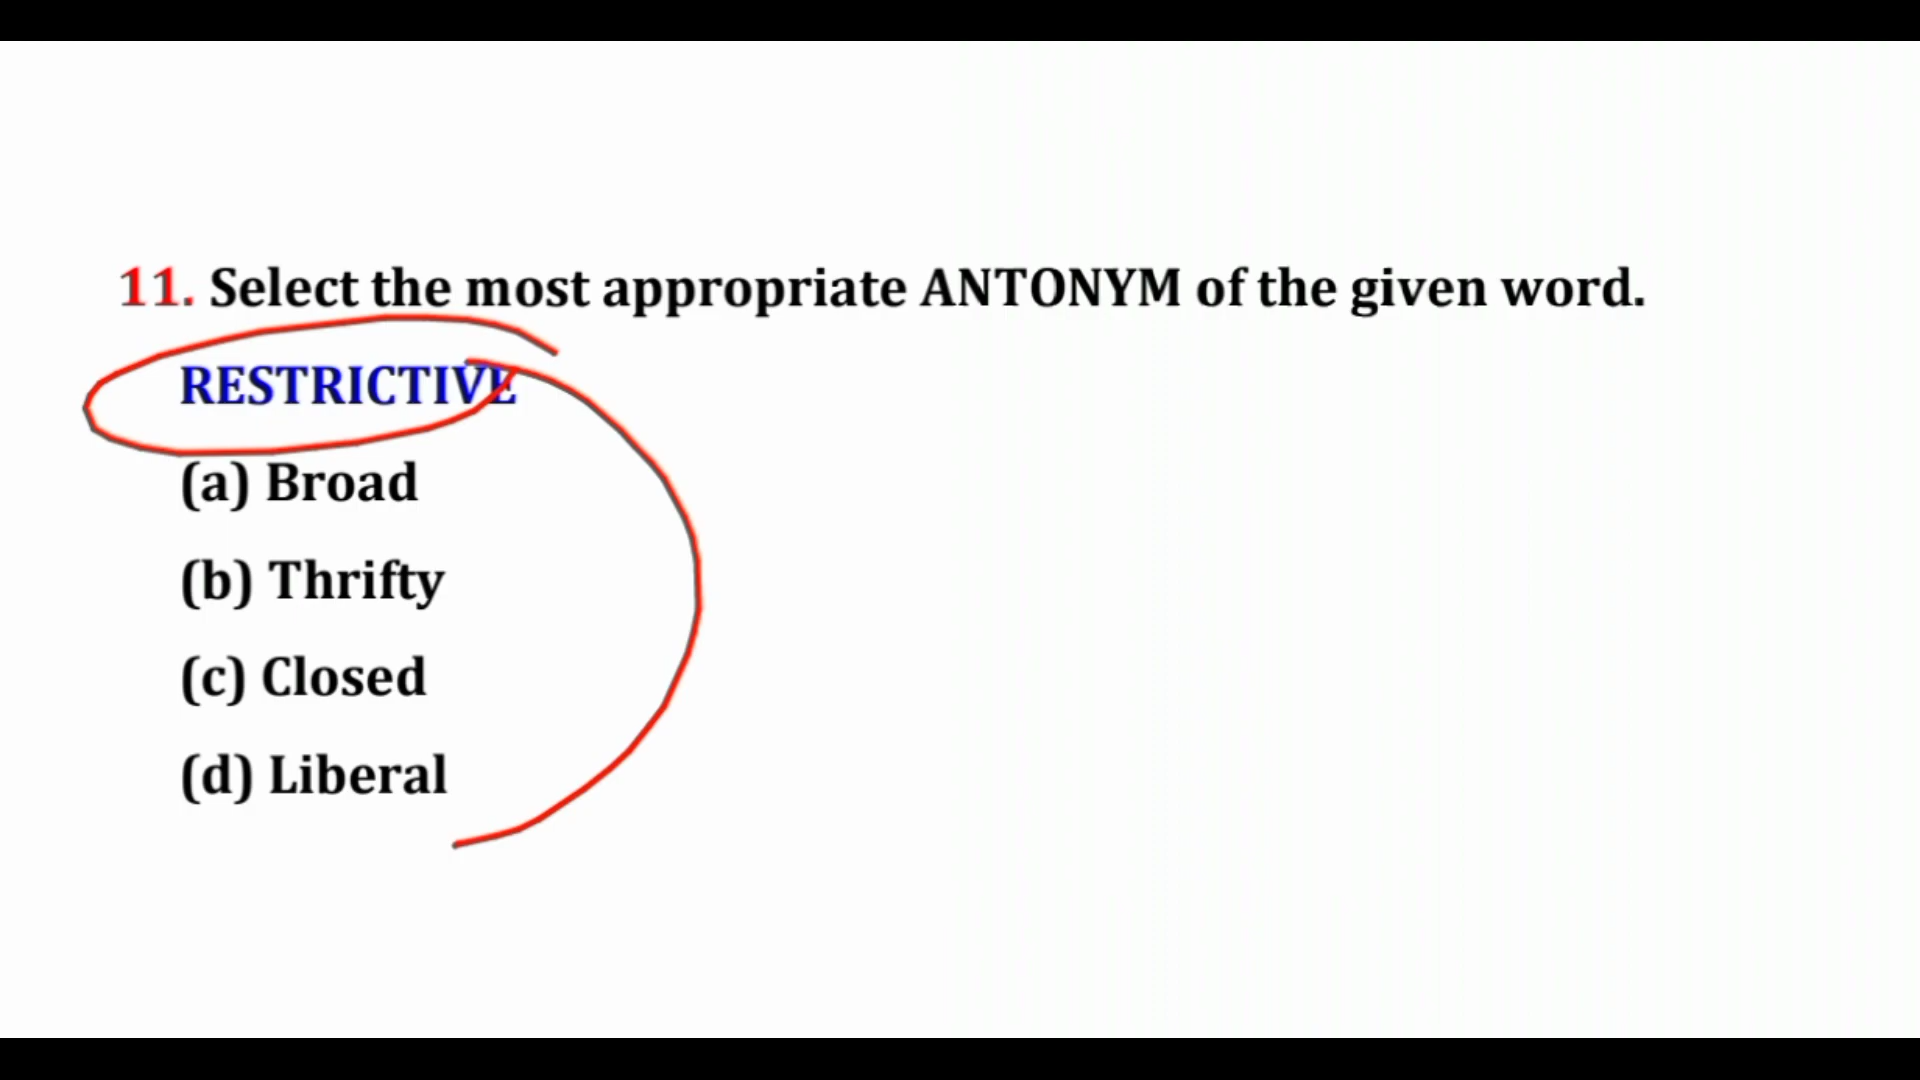 11. Select the most appropriate ANTONYM of the given word.
RESTRICTIVE
(a) Broad
(b) Thrifty
(c) Closed
(d) Liberal